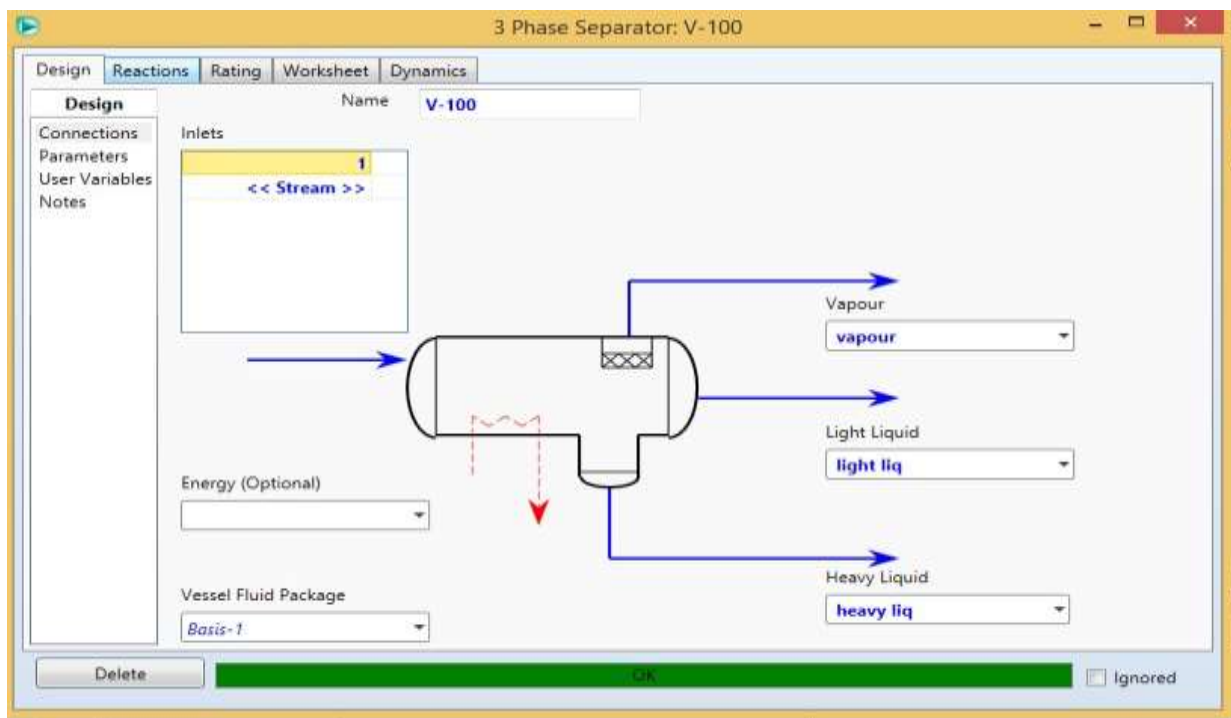 3 Phase Separator: V-100
Design Reactions Rating Worksheet Dynamics
Design
Connections
Parameters
User Variables
Notes
Name V-100
Inlets
1
<< Stream >>
Vapour
vapour
Light Liquid
light liq
Energy (Optional)
Heavy Liquid
heavy liq
Vessel Fluid Package
Basis-1
Delete OK Ignored